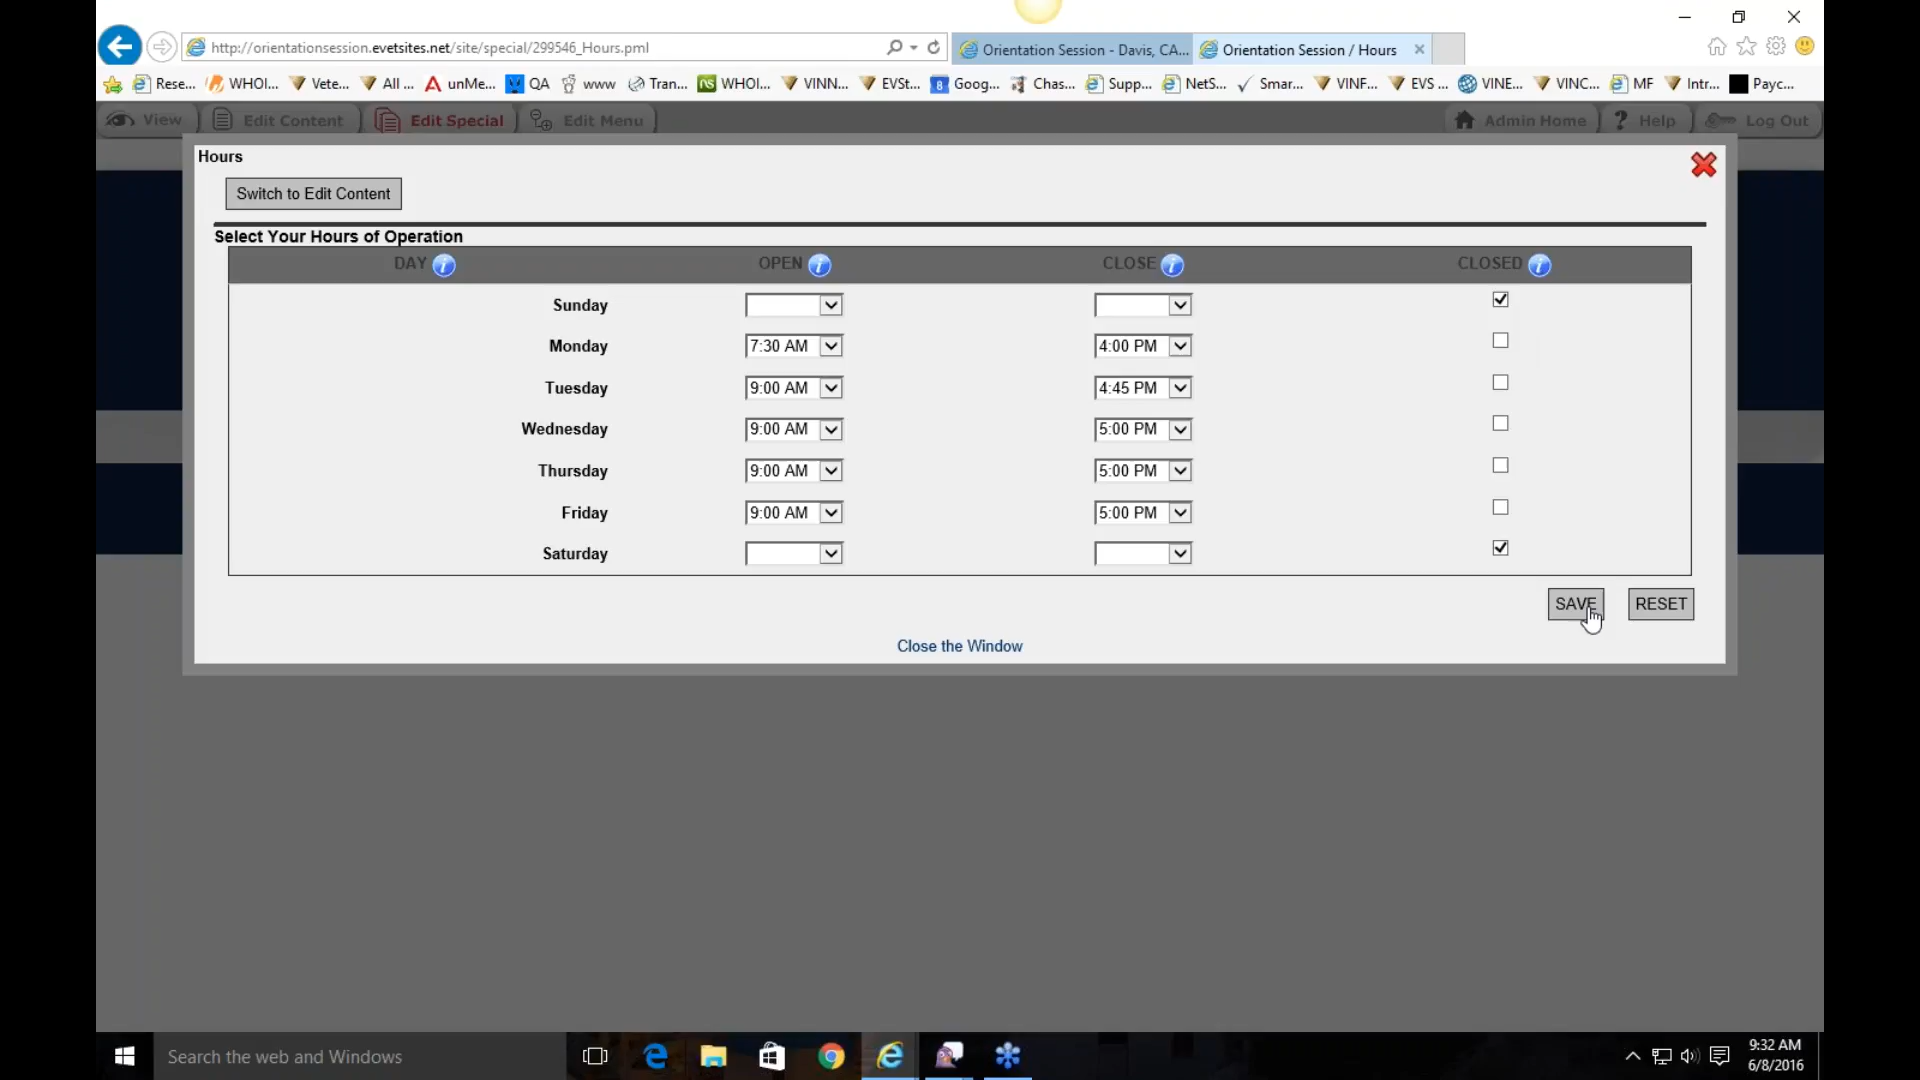 http://orientationsession.evetsites.net/site/special/299546_Hours.pml
Orientation Session - Davis, CA...
Orientation Session / Hours
Rese... WHOI... Vete... All ... unMe... QA www Tran... WHOI... VINN... EVSt... Goog... Chas... Supp... NetS... Smar... VINF... EVS ... VINE... VINC... MF Intr... Payc...
View Edit Content Edit Special Edit Menu Admin Home Help Log Out
Hours
Switch to Edit Content
Select Your Hours of Operation
DAY OPEN CLOSE CLOSED
Sunday
Monday 7:30 AM 4:00 PM
Tuesday 9:00 AM 4:45 PM
Wednesday 9:00 AM 5:00 PM
Thursday 9:00 AM 5:00 PM
Friday 9:00 AM 5:00 PM
Saturday
SAVE RESET
Close the Window
Search the web and Windows
9:32 AM
6/8/2016